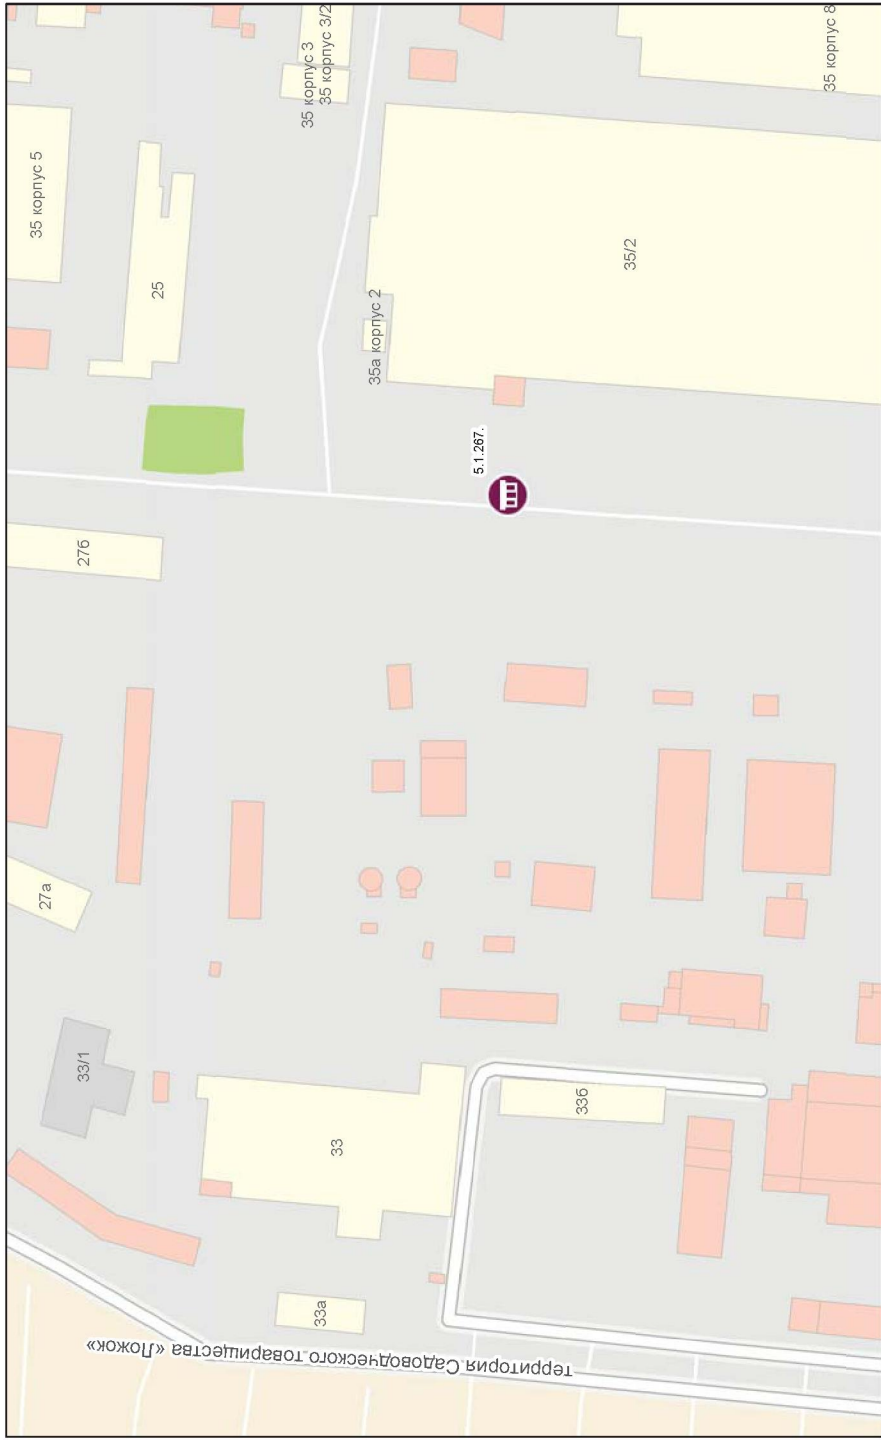 35 корпус 5
35 корпус 3
35 корпус 3/2
35 корпус 8
25
35/2
35а корпус 2
5.1.267.
27б
27а
33/1
33
33б
33а
территория Садоводческого товарищества «Ложок»